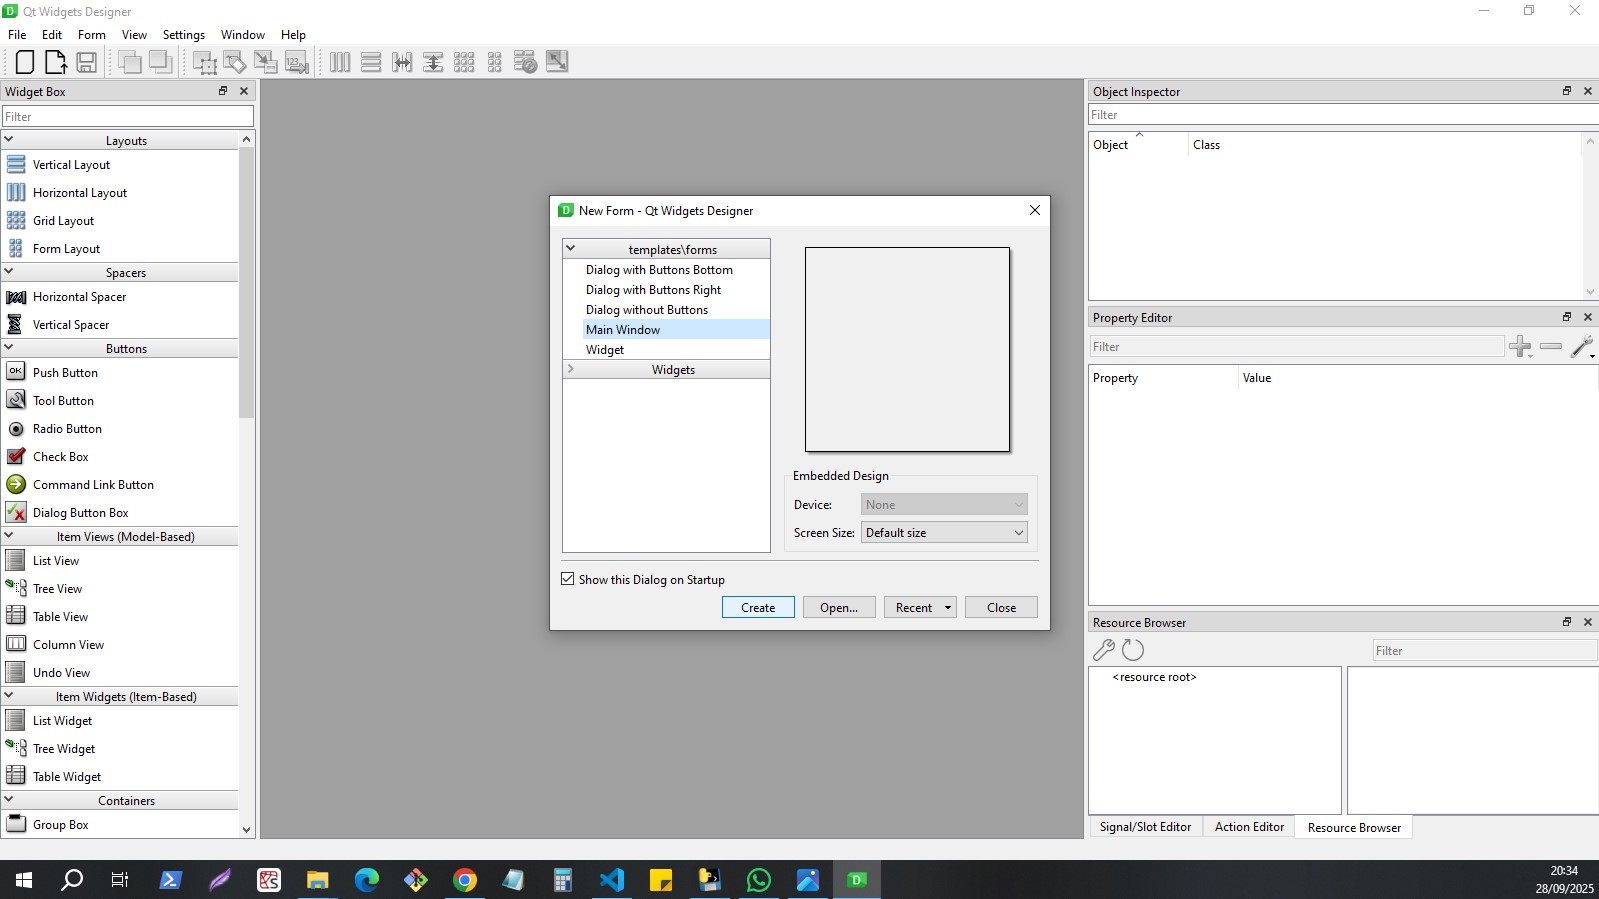 Qt Widgets Designer
File Edit Form View Settings Window Help
Widget Box
Filter
Layouts
Vertical Layout
Horizontal Layout
Grid Layout
Form Layout
Spacers
Horizontal Spacer
Vertical Spacer
Buttons
OK Push Button
Tool Button
Radio Button
Check Box
Command Link Button
Dialog Button Box
Item Views (Model-Based)
List View
Tree View
Table View
Column View
Undo View
Item Widgets (Item-Based)
List Widget
Tree Widget
Table Widget
Containers
Group Box
New Form - Qt Widgets Designer
templates\forms
Dialog with Buttons Bottom
Dialog with Buttons Right
Dialog without Buttons
Main Window
Widget
Widgets
Embedded Design
Device: None
Screen Size: Default size
Show this Dialog on Startup
Create Open... Recent Close
Object Inspector
Filter
Object Class
Property Editor
Filter
Property Value
Resource Browser
Filter
<resource root>
Signal/Slot Editor Action Editor Resource Browser
20:34
28/09/2025